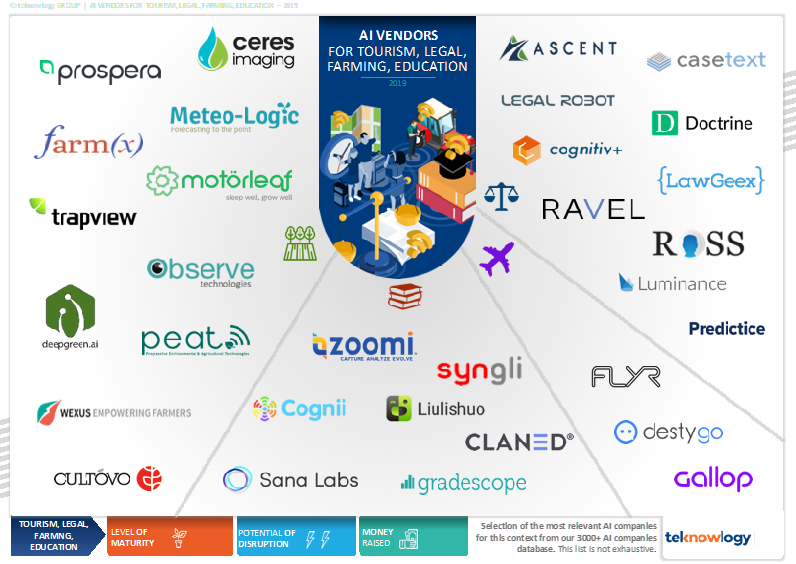 © teknowlogy GROUP | AI VENDORS FOR TOURISM, LEGAL, FARMING, EDUCATION – 2019
AI VENDORS
FOR TOURISM, LEGAL,
FARMING, EDUCATION
2019
prospera
ceres
imaging
Meteo-Logic
Forecasting to the point
farm(x)
motörleaf
sleep well, grow well
trapview
Observe
technologies
deepgreen.ai
peat
Progressive Environmental & Agricultural Technologies
WEXUS EMPOWERING FARMERS
CULTÓVO
ASCENT
casetext
LEGAL ROBOT
Doctrine
cognitiv+
{LawGeex}
RAVEL
ROSS
Luminance
Predictice
zoomi
CAPTURE ANALYZE EVOLVE
syngli
Cognii
Liulishuo
CLANED®
Sana Labs
gradescope
FLYR
destygo
Gallop
TOURISM, LEGAL,
FARMING,
EDUCATION
LEVEL OF
MATURITY
POTENTIAL OF
DISRUPTION
MONEY
RAISED
Selection of the most relevant AI companies
for this context from our 3000+ AI companies
database. This list is not exhaustive.
teknowlogy